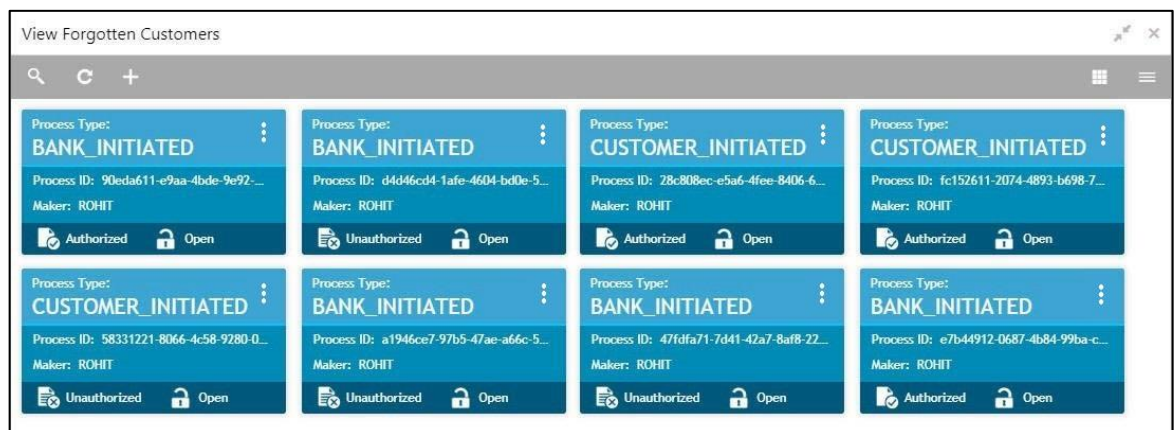 View Forgotten Customers
Process Type:
BANK_INITIATED
Process ID: 90eda611-e9aa-4bde-9e92-...
Maker: ROHIT
Authorized Open
Process Type:
BANK_INITIATED
Process ID: d4d46cd4-1afe-4604-bd0e-5...
Maker: ROHIT
Unauthorized Open
Process Type:
CUSTOMER_INITIATED
Process ID: 28c808ec-e5a6-4fee-8406-6...
Maker: ROHIT
Authorized Open
Process Type:
CUSTOMER_INITIATED
Process ID: fc152611-2074-4893-b698-7...
Maker: ROHIT
Authorized Open
Process Type:
CUSTOMER_INITIATED
Process ID: 58331221-8066-4c58-9280-0...
Maker: ROHIT
Unauthorized Open
Process Type:
BANK_INITIATED
Process ID: a1946ce7-97b5-47ae-a66c-5...
Maker: ROHIT
Unauthorized Open
Process Type:
BANK_INITIATED
Process ID: 47fdfa71-7d41-42a7-8af8-22...
Maker: ROHIT
Unauthorized Open
Process Type:
BANK_INITIATED
Process ID: e7b44912-0687-4b84-99ba-c...
Maker: ROHIT
Authorized Open